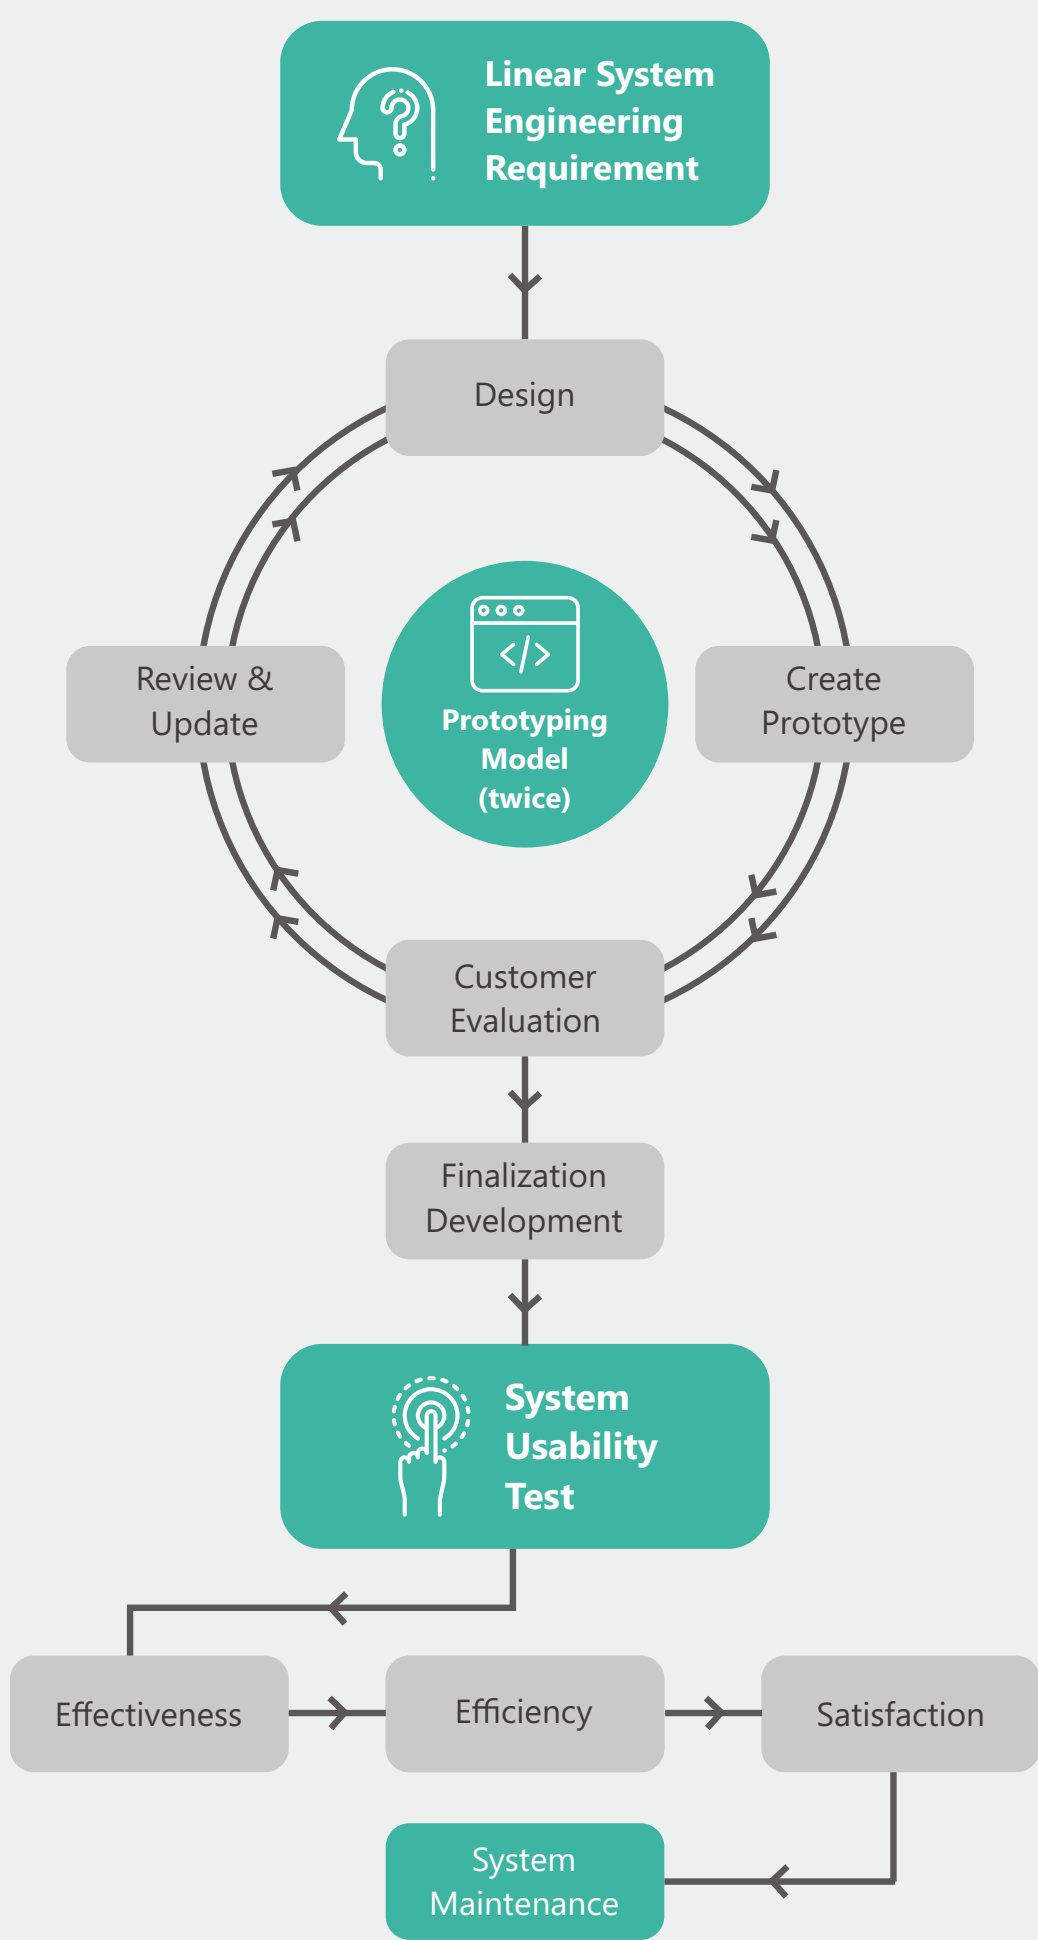 Linear System
Engineering
Requirement
Design
Review &
Update
Prototyping
Model
(twice)
Create
Prototype
Customer
Evaluation
Finalization
Development
System
Usability
Test
Effectiveness
Efficiency
Satisfaction
System
Maintenance